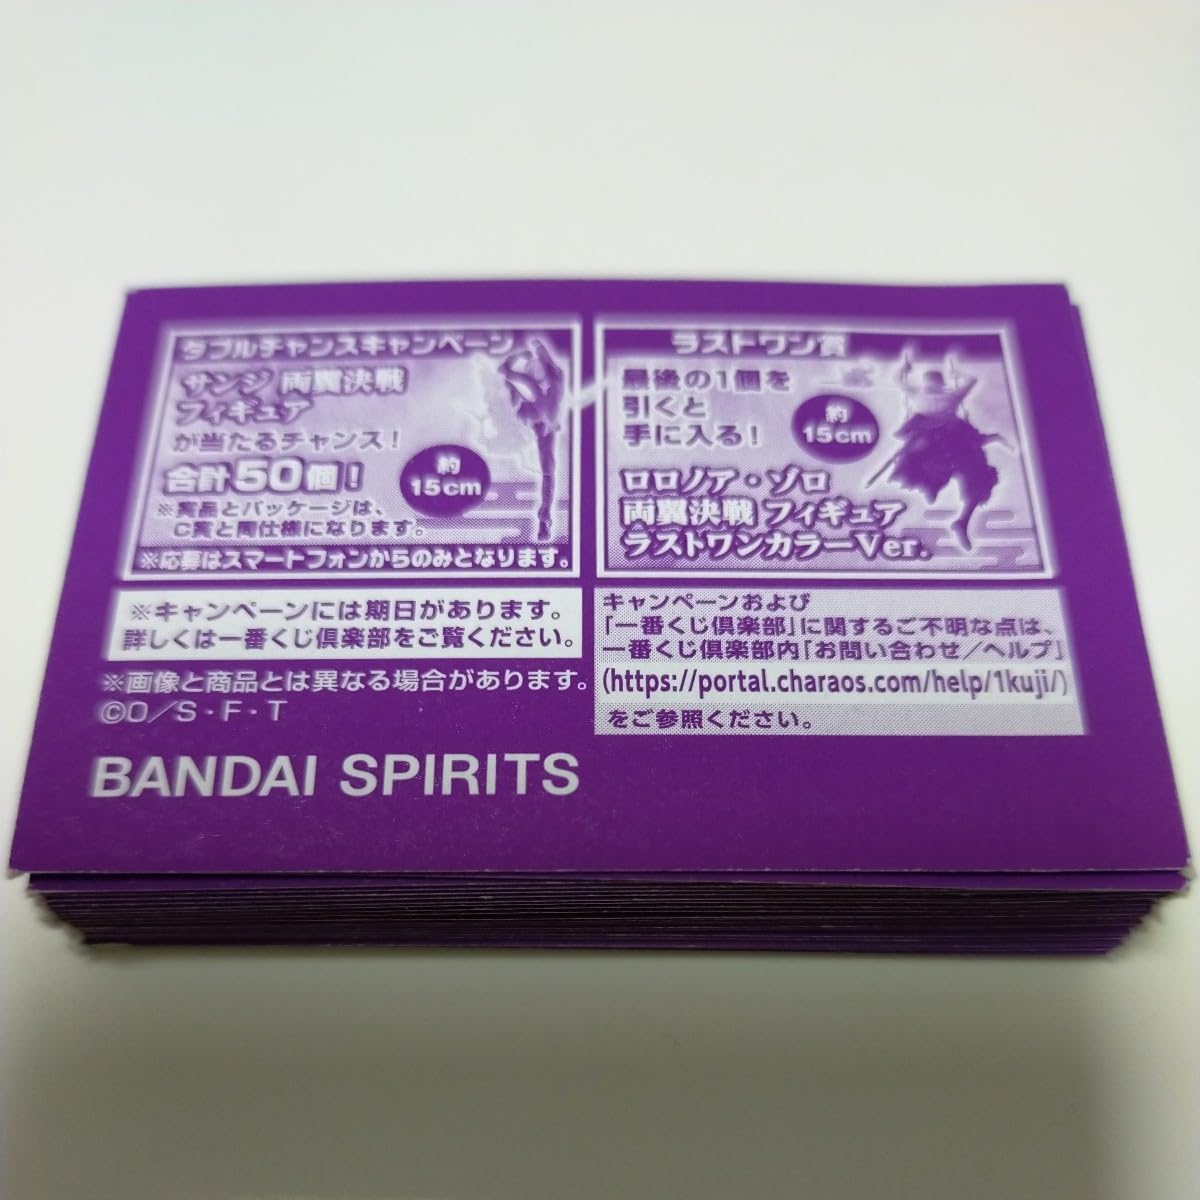 ダブルチャンスキャンペーン
サンジ 両翼決戦
フィギュア
が当たるチャンス!
合計50個!
約
15cm
※賞品とパッケージは、
C賞と同仕様になります。
※応募はスマートフォンからのみとなります。
ラストワン賞
最後の1個を
引くと
手に入る!
約
15cm
ロロノア・ゾロ
両翼決戦 フィギュア
ラストワンカラーVer.
※キャンペーンには期日があります。
詳しくは一番くじ倶楽部をご覧ください。
※画像と商品とは異なる場合があります。
©O/S・F・T
キャンペーンおよび
「一番くじ倶楽部」に関するご不明な点は、
一番くじ倶楽部内「お問い合わせ/ヘルプ」
(https://portal.charaos.com/help/1kuji/)
をご参照ください。
BANDAI SPIRITS